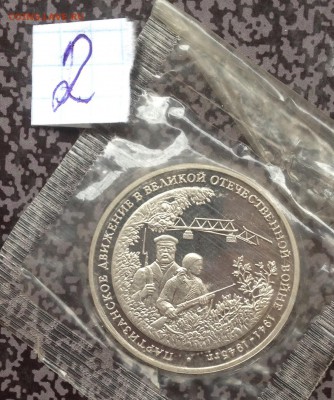 2
ПАРТИЗАНСКОЕ ДВИЖЕНИЕ В ВЕЛИКОЙ ОТЕЧЕСТВЕННОЙ ВОЙНЕ 1941-1945гг.